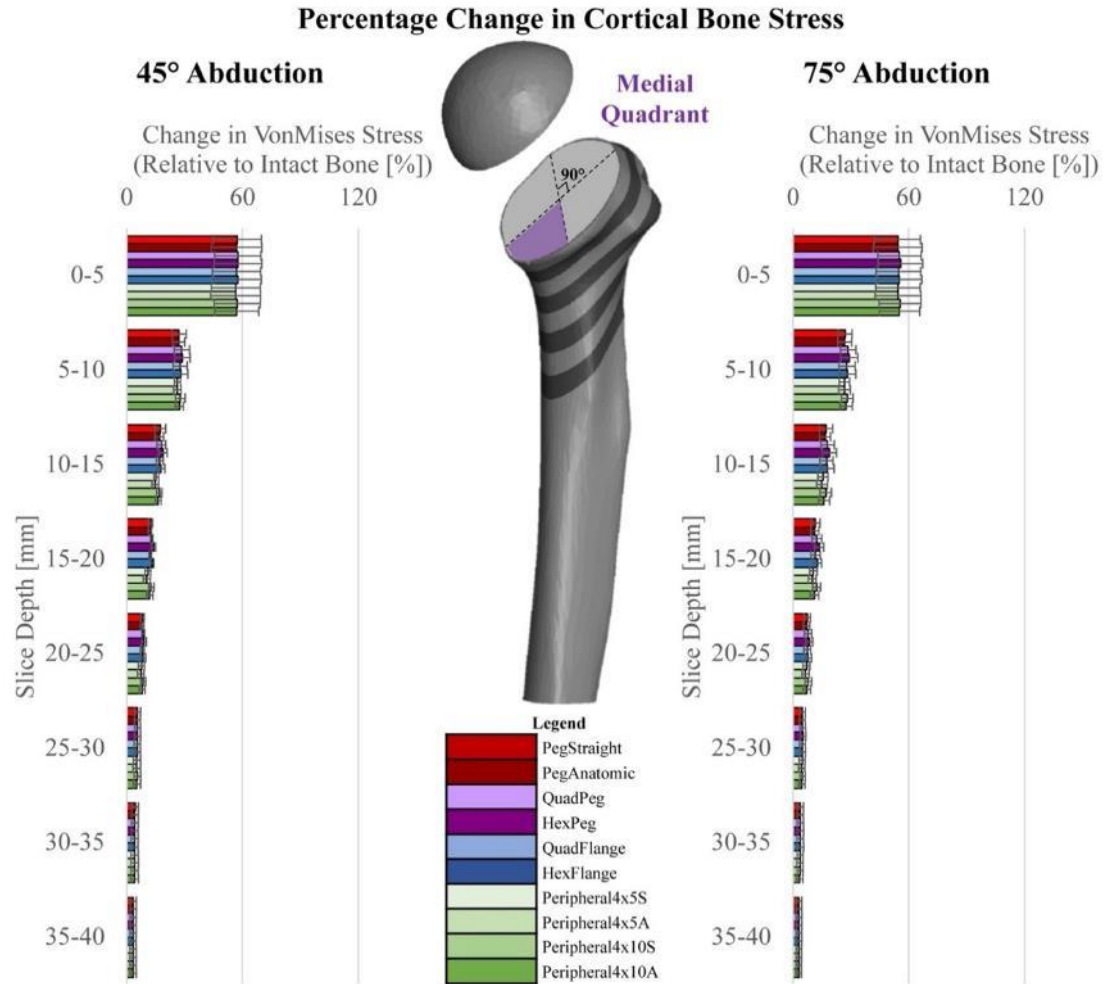 Percentage Change in Cortical Bone Stress
45° Abduction
Change in VonMises Stress
(Relative to Intact Bone [%])
0 60 120
Slice Depth [mm]
0-5
5-10
10-15
15-20
20-25
25-30
30-35
35-40
Medial
Quadrant
90°
Legend
PegStraight
PegAnatomic
QuadPeg
HexPeg
QuadFlange
HexFlange
Peripheral4x5S
Peripheral4x5A
Peripheral4x10S
Peripheral4x10A
75° Abduction
Change in VonMises Stress
(Relative to Intact Bone [%])
0 60 120
Slice Depth [mm]
0-5
5-10
10-15
15-20
20-25
25-30
30-35
35-40